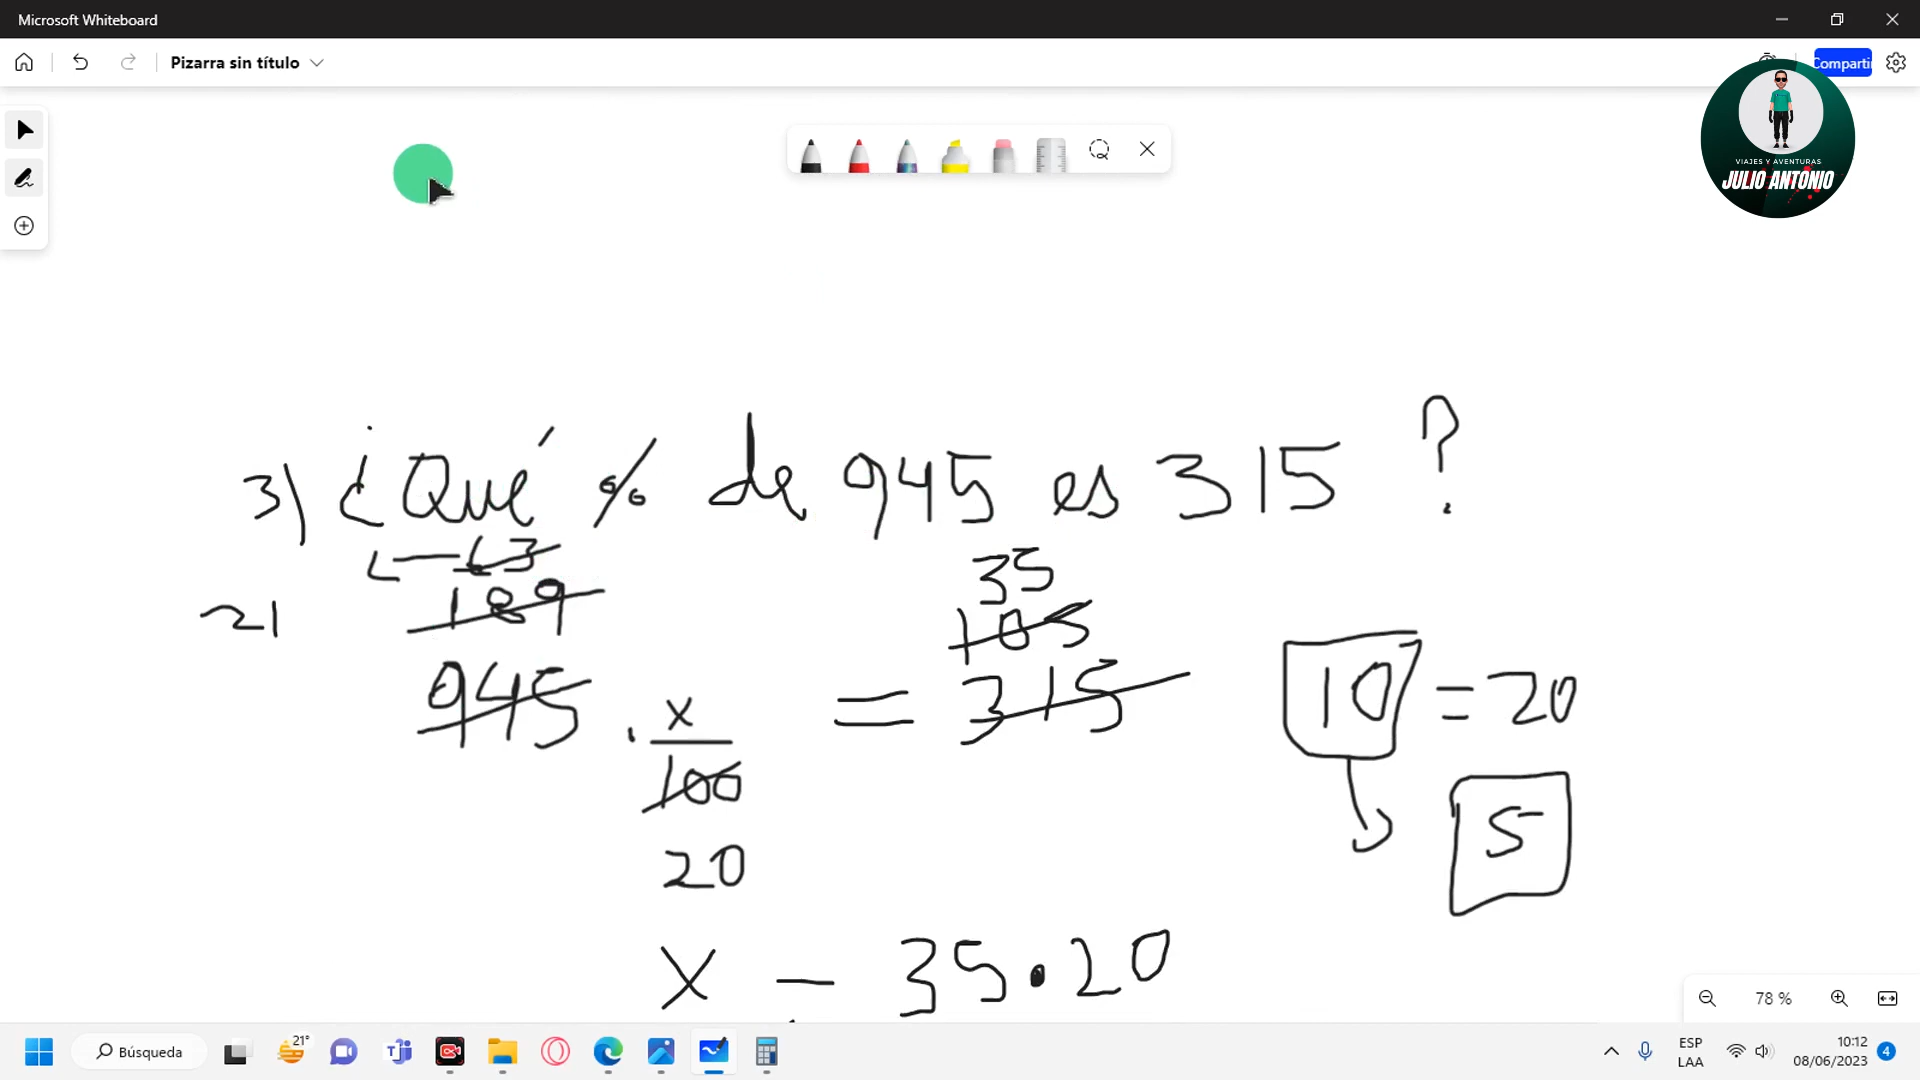 Microsoft Whiteboard
Pizarra sin título
Comparti
VIAJES Y AVENTURAS
JULIO ANTONIO
3) ¿Qué % de 945 es 315 ?
63
35
21
189
105
945 · x = 315
100
10 = 20
5
20
x = 35 · 20
78 %
21°
Búsqueda
ESP
LAA
10:12
08/06/2023
4